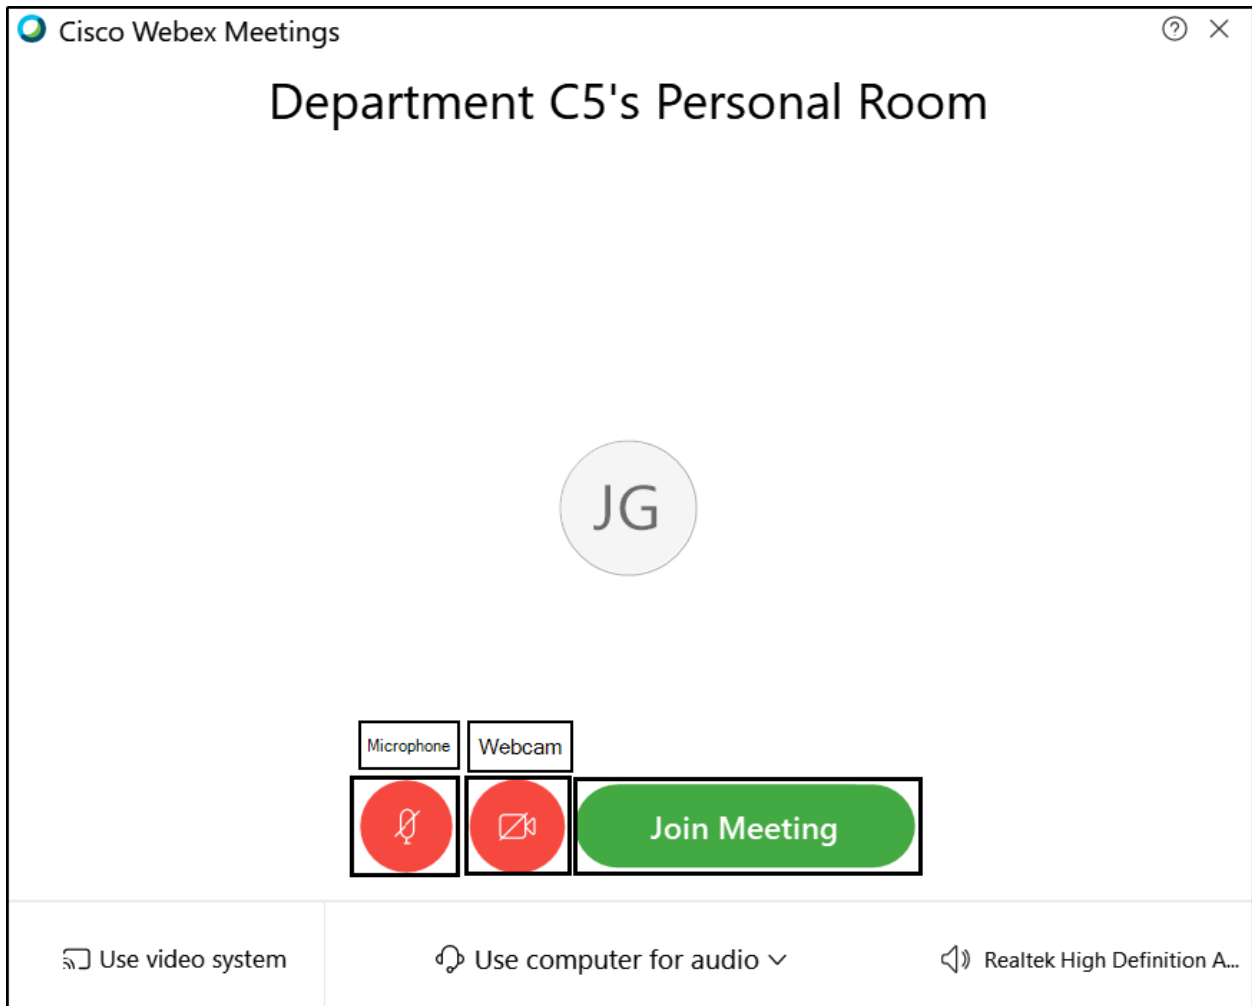 Cisco Webex Meetings
Department C5's Personal Room
JG
Microphone
Webcam
Join Meeting
Use video system
Use computer for audio
Realtek High Definition A...